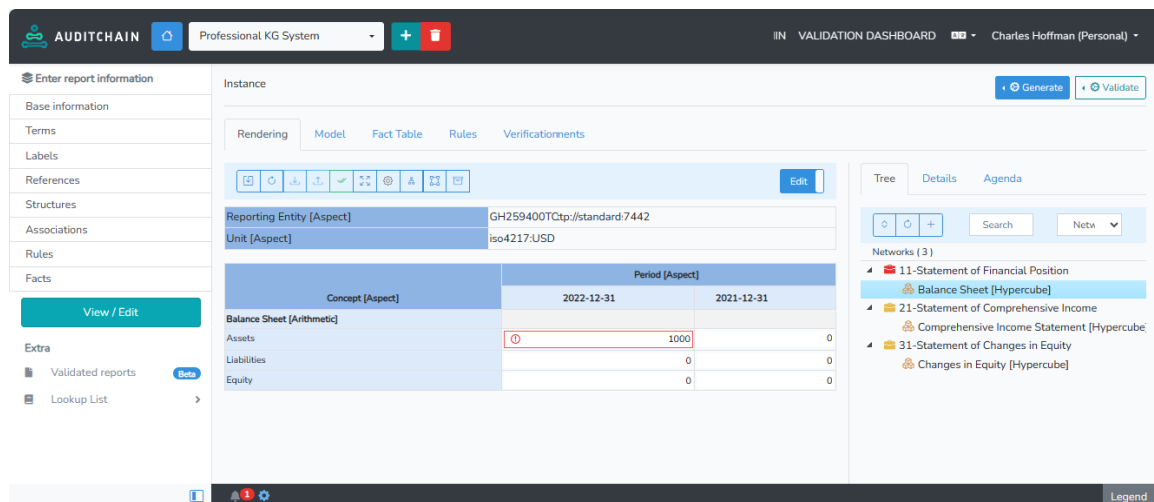 AUDITCHAIN
Professional KG System
IN VALIDATION DASHBOARD
Charles Hoffman (Personal)
Enter report information
Base information
Terms
Labels
References
Structures
Associations
Rules
Facts
View / Edit
Extra
Validated reports Beta
Lookup List
Instance
Generate
Validate
Rendering Model Fact Table Rules Verificationments
Edit
Reporting Entity [Aspect] GH259400TCtp://standard:7442
Unit [Aspect] iso4217:USD
Period [Aspect]
Concept [Aspect] 2022-12-31 2021-12-31
Balance Sheet [Arithmetic]
Assets 1000 0
Liabilities 0 0
Equity 0 0
Tree Details Agenda
Search Netw
Networks ( 3 )
11-Statement of Financial Position
Balance Sheet [Hypercube]
21-Statement of Comprehensive Income
Comprehensive Income Statement [Hypercube]
31-Statement of Changes in Equity
Changes in Equity [Hypercube]
1
Legend